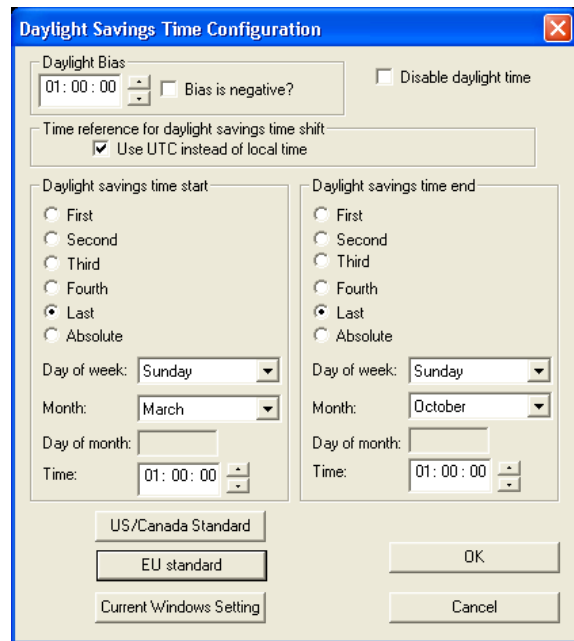 Daylight Savings Time Configuration
Daylight Bias
01:00:00
Bias is negative?
Disable daylight time
Time reference for daylight savings time shift
Use UTC instead of local time
Daylight savings time start
First
Second
Third
Fourth
Last
Absolute
Day of week: Sunday
Month: March
Day of month:
Time: 01:00:00
Daylight savings time end
First
Second
Third
Fourth
Last
Absolute
Day of week: Sunday
Month: October
Day of month:
Time: 01:00:00
US/Canada Standard
EU standard
Current Windows Setting
OK
Cancel